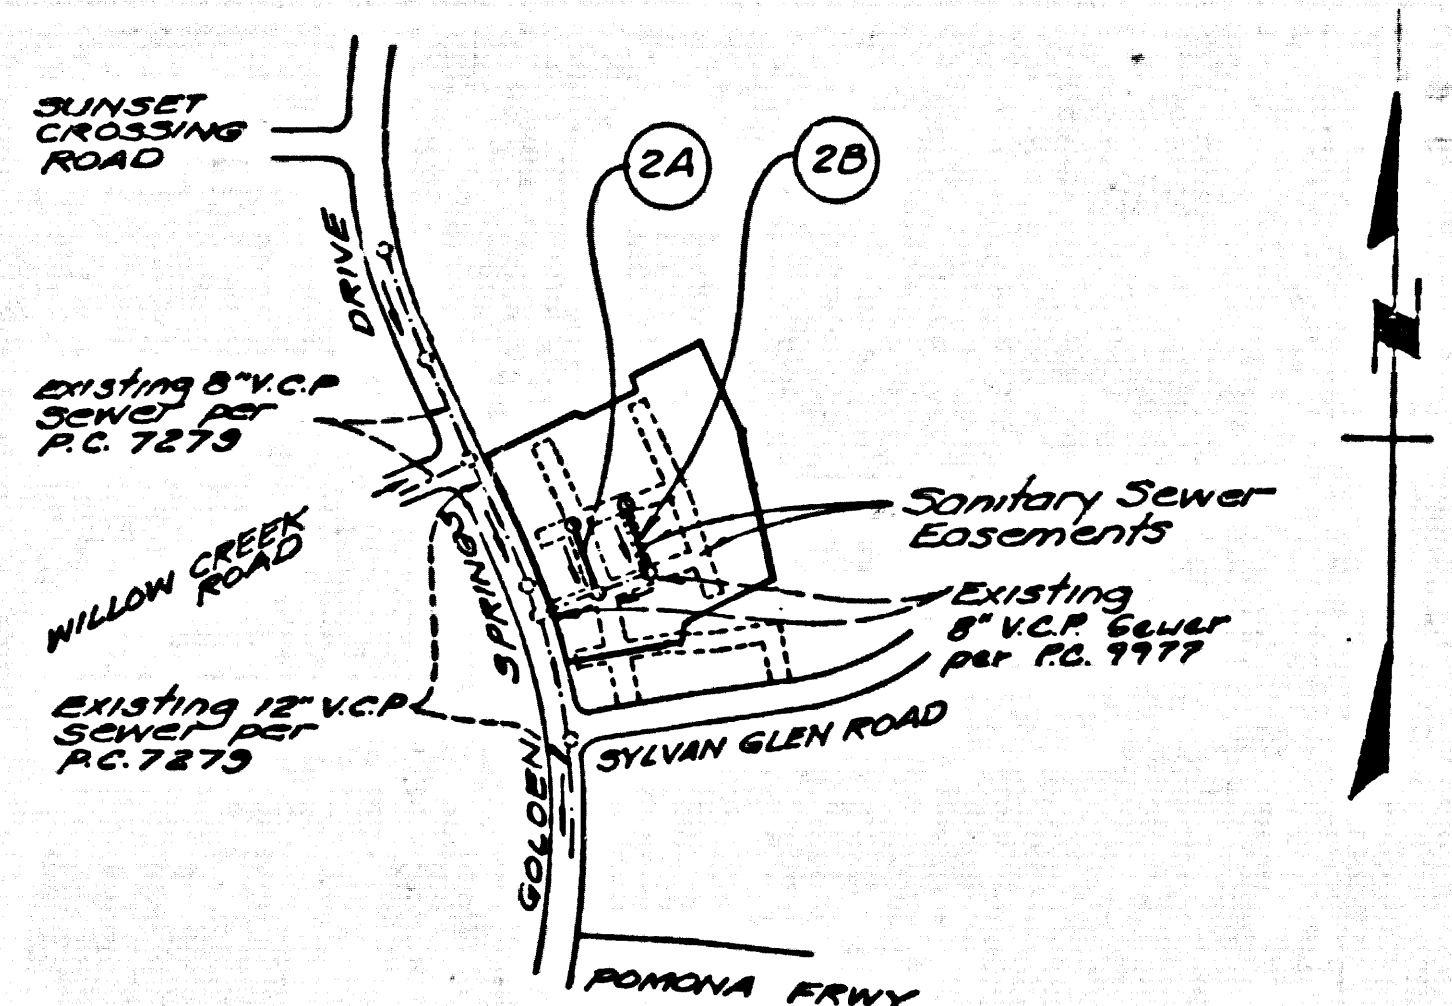 SUNSET
CROSSING
ROAD
2A
2B
DRIVE
Existing 8" V.C.P
Sewer per
P.C. 7279
N
Sanitary Sewer
Easements
WILLOW CREEK
ROAD
SPRINGS
Existing
8" V.C.P. Sewer
per P.C. 9977
Existing 12" V.C.P
Sewer per
P.C. 7279
SYLVAN GLEN ROAD
GOLDEN
POMONA FRWY